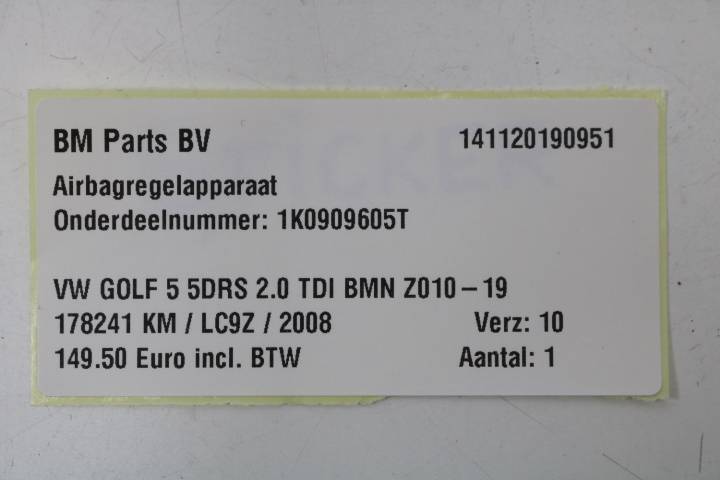 BM Parts BV 141120190951
Airbagregelapparaat
Onderdeelnummer: 1K0909605T
VW GOLF 5 5DRS 2.0 TDI BMN Z010 – 19
178241 KM / LC9Z / 2008 Verz: 10
149.50 Euro incl. BTW Aantal: 1